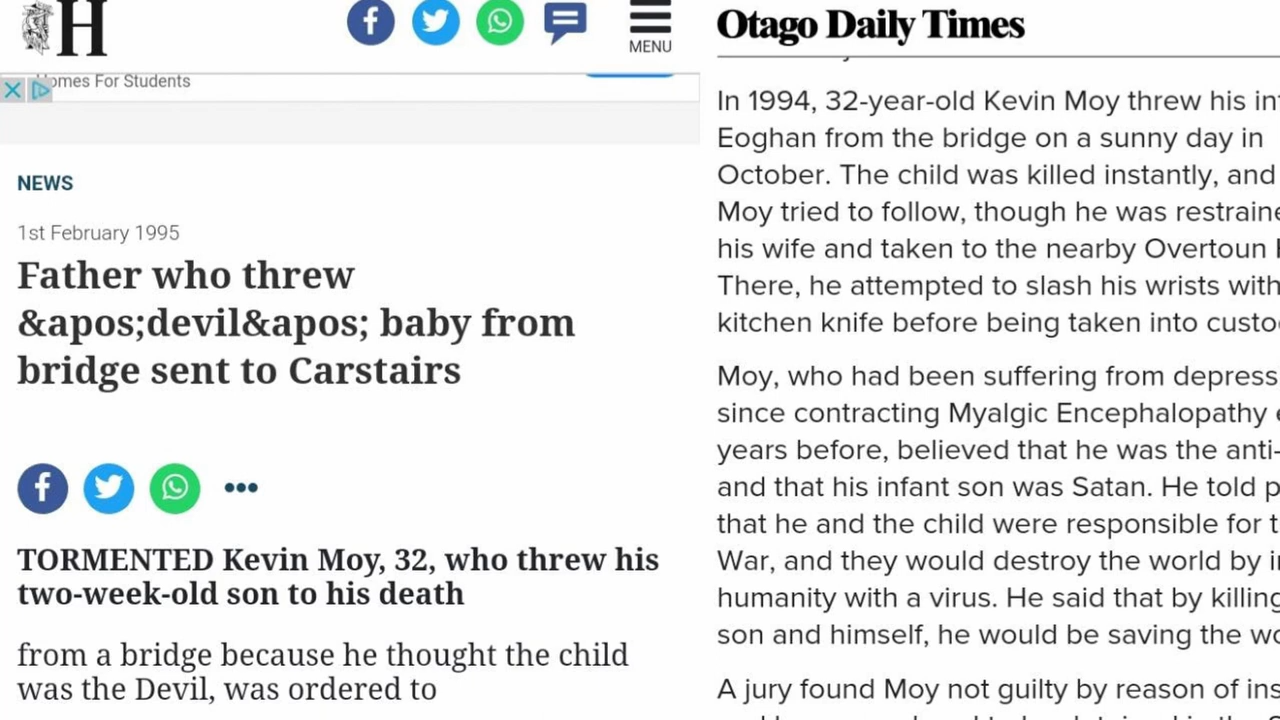 H
MENU
Homes For Students
NEWS
1st February 1995
Father who threw
&apos;devil&apos; baby from
bridge sent to Carstairs
TORMENTED Kevin Moy, 32, who threw his
two-week-old son to his death
from a bridge because he thought the child
was the Devil, was ordered to
Otago Daily Times
In 1994, 32-year-old Kevin Moy threw his
Eoghan from the bridge on a sunny day in
October. The child was killed instantly, and
Moy tried to follow, though he was
his wife and taken to the nearby Overtoun
There, he attempted to slash his wrists with
kitchen knife before being taken into
Moy, who had been suffering from
since contracting Myalgic Encephalopathy
years before, believed that he was the anti-
and that his infant son was Satan. He told
that he and the child were responsible for
War, and they would destroy the world by
humanity with a virus. He said that by killing
son and himself, he would be saving the
A jury found Moy not guilty by reason of